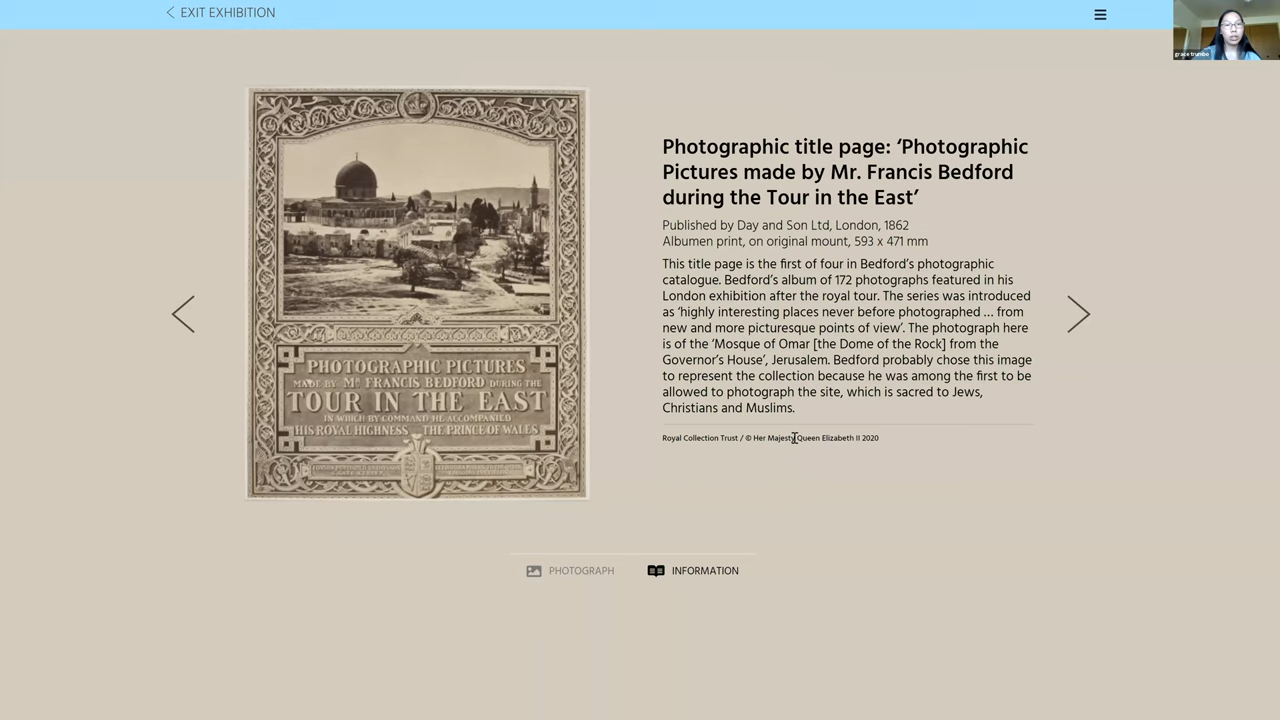 EXIT EXHIBITION
grace trumbo
PHOTOGRAPHIC PICTURES
MADE BY MR. FRANCIS BEDFORD DURING THE
TOUR IN THE EAST
IN WHICH BY COMMAND HE ACCOMPANIED
HIS ROYAL HIGHNESS THE PRINCE OF WALES
Photographic title page: ‘Photographic
Pictures made by Mr. Francis Bedford
during the Tour in the East’
Published by Day and Son Ltd, London, 1862
Albumen print, on original mount, 593 x 471 mm
This title page is the first of four in Bedford’s photographic
catalogue. Bedford’s album of 172 photographs featured in his
London exhibition after the royal tour. The series was introduced
as ‘highly interesting places never before photographed ... from
new and more picturesque points of view’. The photograph here
is of the ‘Mosque of Omar [the Dome of the Rock] from the
Governor’s House’, Jerusalem. Bedford probably chose this image
to represent the collection because he was among the first to be
allowed to photograph the site, which is sacred to Jews,
Christians and Muslims.
Royal Collection Trust / © Her Majesty Queen Elizabeth II 2020
PHOTOGRAPH
INFORMATION